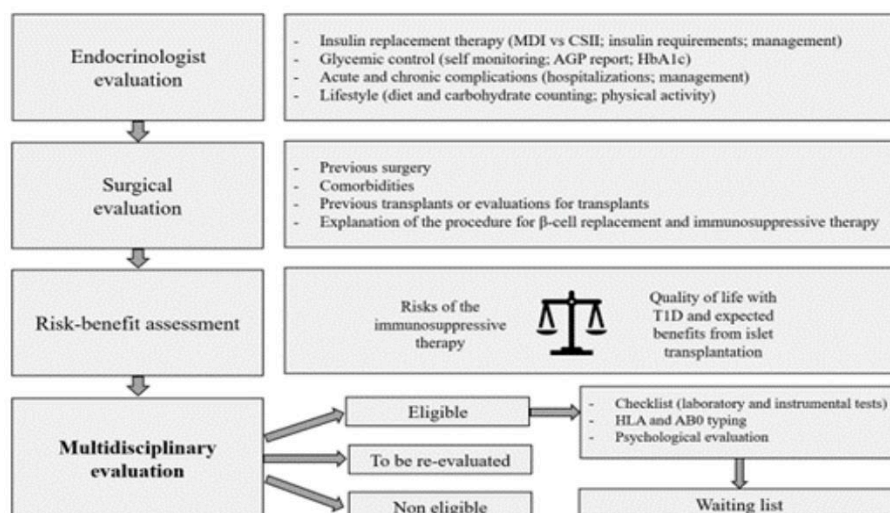 Endocrinologist
evaluation
- Insulin replacement therapy (MDI vs CSII; insulin requirements; management)
- Glycemic control (self monitoring; AGP report; HbA1c)
- Acute and chronic complications (hospitalizations; management)
- Lifestyle (diet and carbohydrate counting; physical activity)
Surgical
evaluation
- Previous surgery
- Comorbidities
- Previous transplants or evaluations for transplants
- Explanation of the procedure for β-cell replacement and immunosuppressive therapy
Risk-benefit assessment
Risks of the
immunosuppressive
therapy
Quality of life with
T1D and expected
benefits from islet
transplantation
Multidisciplinary
evaluation
Eligible
To be re-evaluated
Non eligible
- Checklist (laboratory and instrumental tests)
- HLA and AB0 typing
- Psychological evaluation
Waiting list